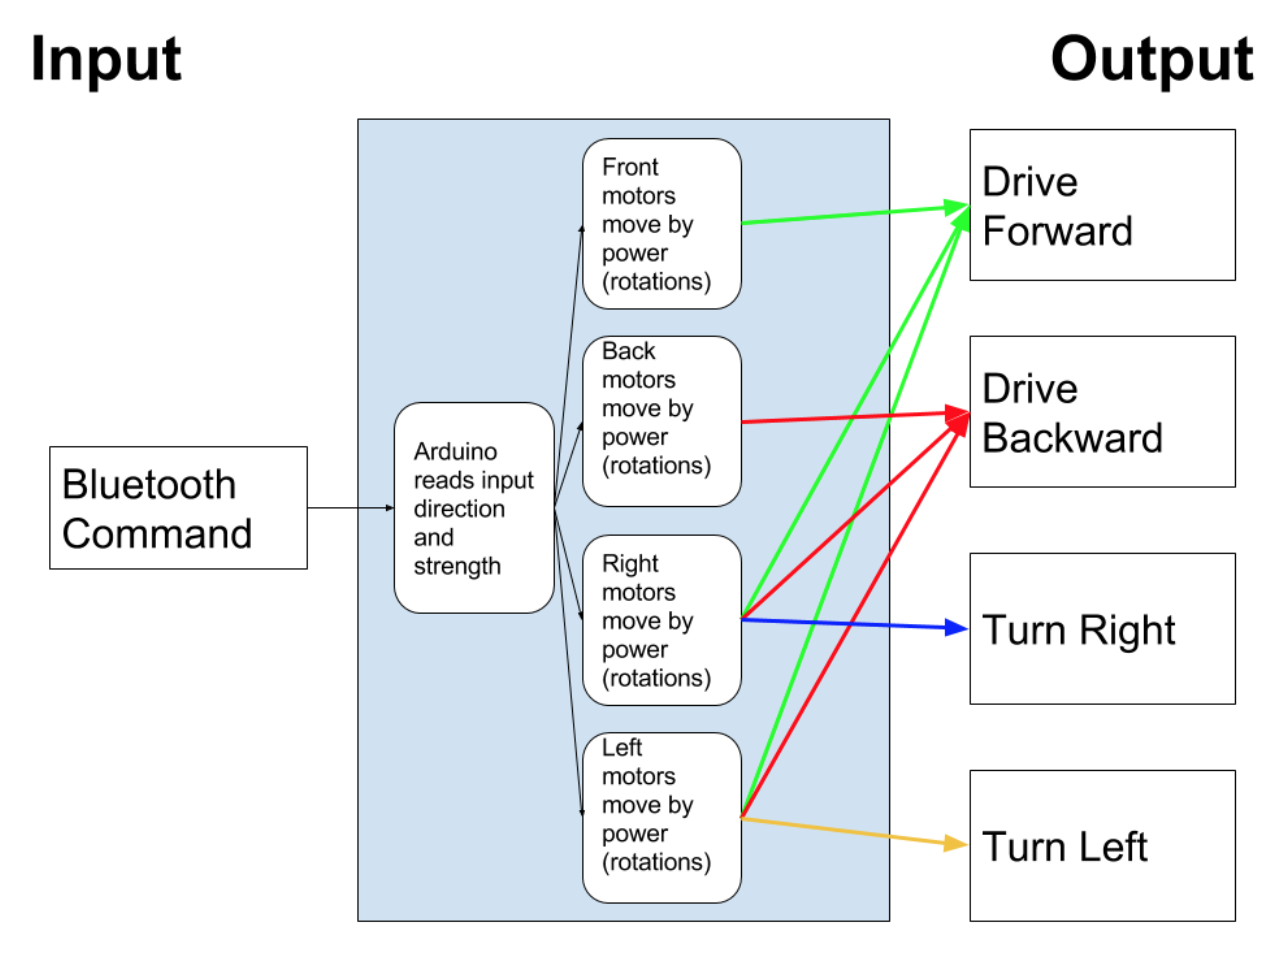 Input
Output
Bluetooth
Command
Arduino
reads input
direction
and
strength
Front
motors
move by
power
(rotations)
Back
motors
move by
power
(rotations)
Right
motors
move by
power
(rotations)
Left
motors
move by
power
(rotations)
Drive
Forward
Drive
Backward
Turn Right
Turn Left